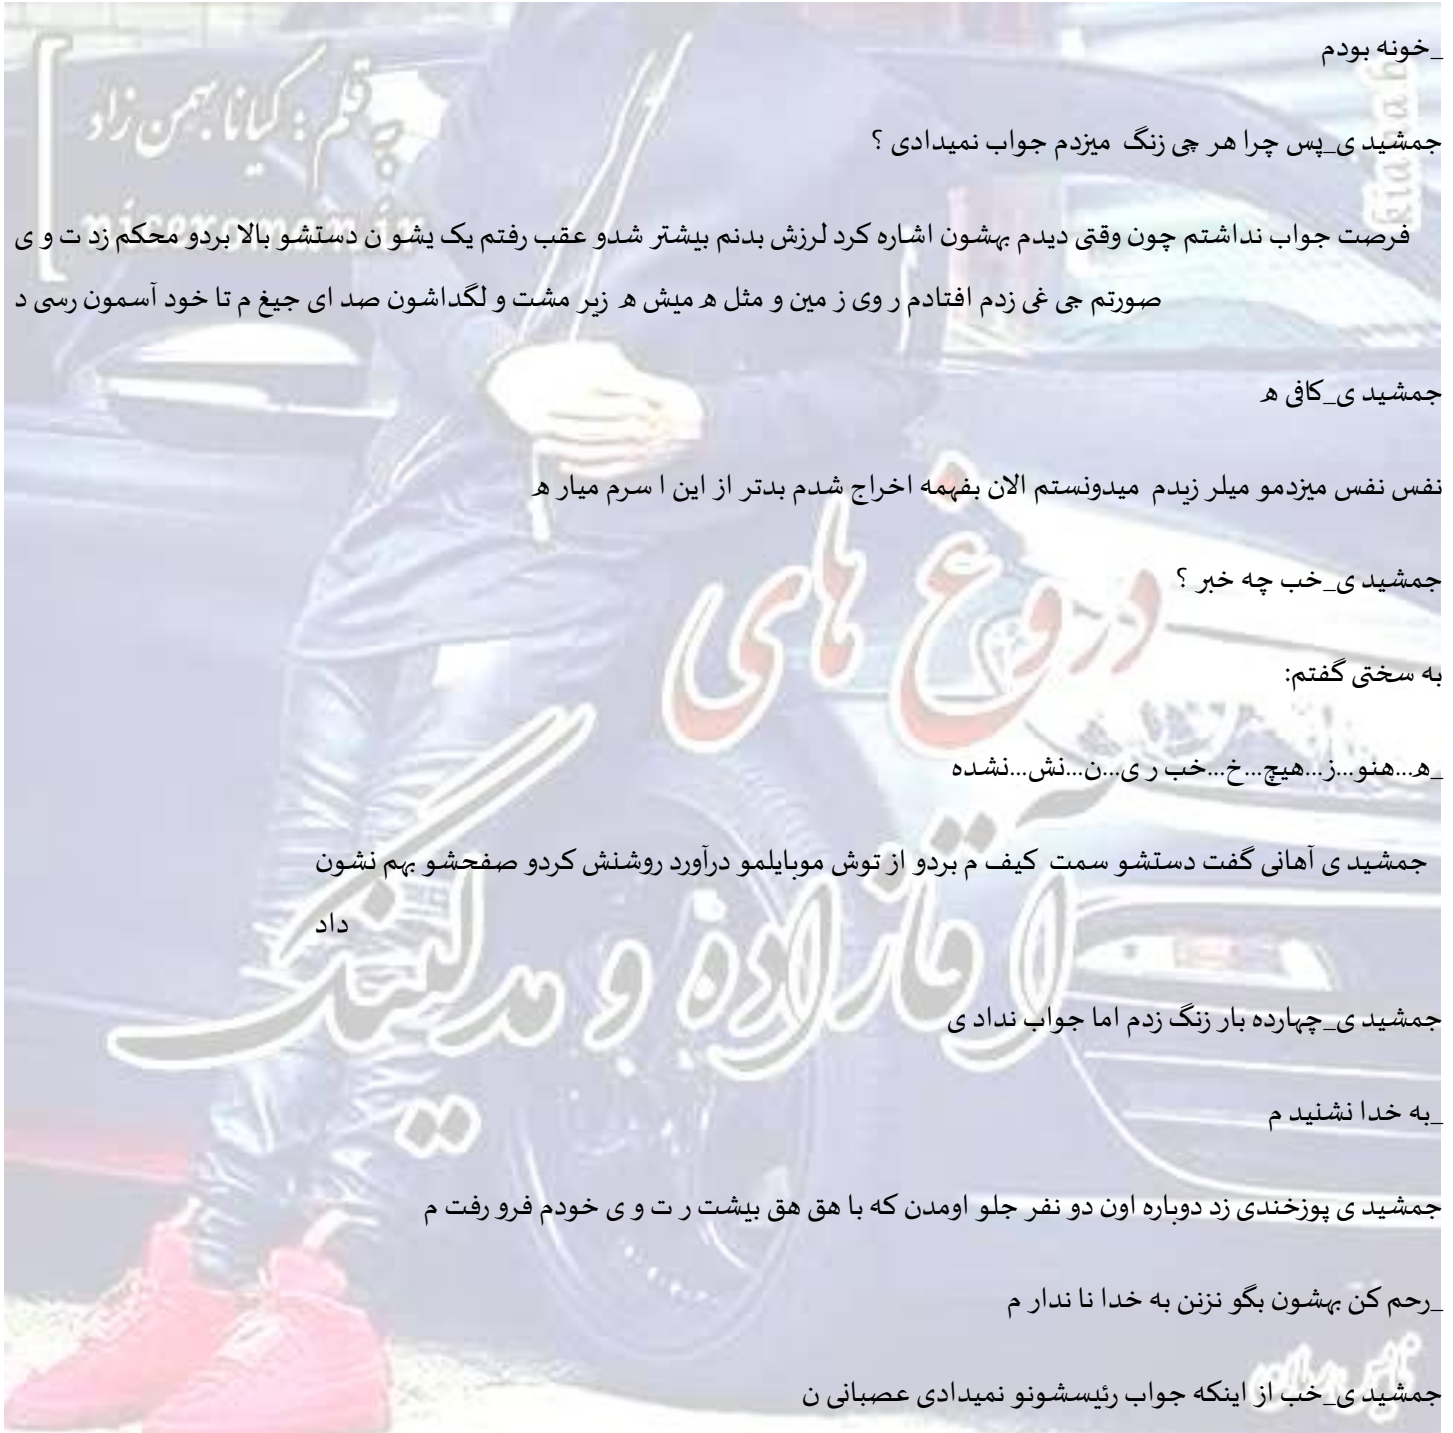 _خونه بودم
به قلم : کیانا بهمن زاد
جمشید ی_پس چرا هر چی زنگ میزدم جواب نمیدادی ؟
فرصت جواب نداشتم چون وقتی دیدم بهشون اشاره کرد لرزش بدنم بیشتر شدو عقب رفتم یک یشو ن دستشو بالا بردو محکم زد ت و ی
صورتم جی غی زدم افتادم ر وی ز مین و مثل ه میش ه زیر مشت و لگداشون صد ای جیغ م تا خود آسمون رسی د
جمشید ی_کافی ه
نفس نفس میزدمو میلر زیدم میدونستم الان بفهمه اخراج شدم بدتر از این ا سرم میار ه
جمشید ی_خب چه خبر ؟
دروغ های
به سختی گفتم:
_ه...هنو...ز...هیچ...خ...خب ر ی...ن...نش...نشده
جمشید ی آهانی گفت دستشو سمت کیف م بردو از توش موبایلمو درآورد روشنش کردو صفحشو بهم نشون
داد
آقازاده و مدلینگ
جمشید ی_چهارده بار زنگ زدم اما جواب نداد ی
_به خدا نشنید م
جمشید ی پوزخندی زد دوباره اون دو نفر جلو اومدن که با هق هق بیشت ر ت و ی خودم فرو رفت م
_رحم کن بهشون بگو نزنن به خدا نا ندار م
جمشید ی_خب از اینکه جواب رئیسشونو نمیدادی عصبانی ن